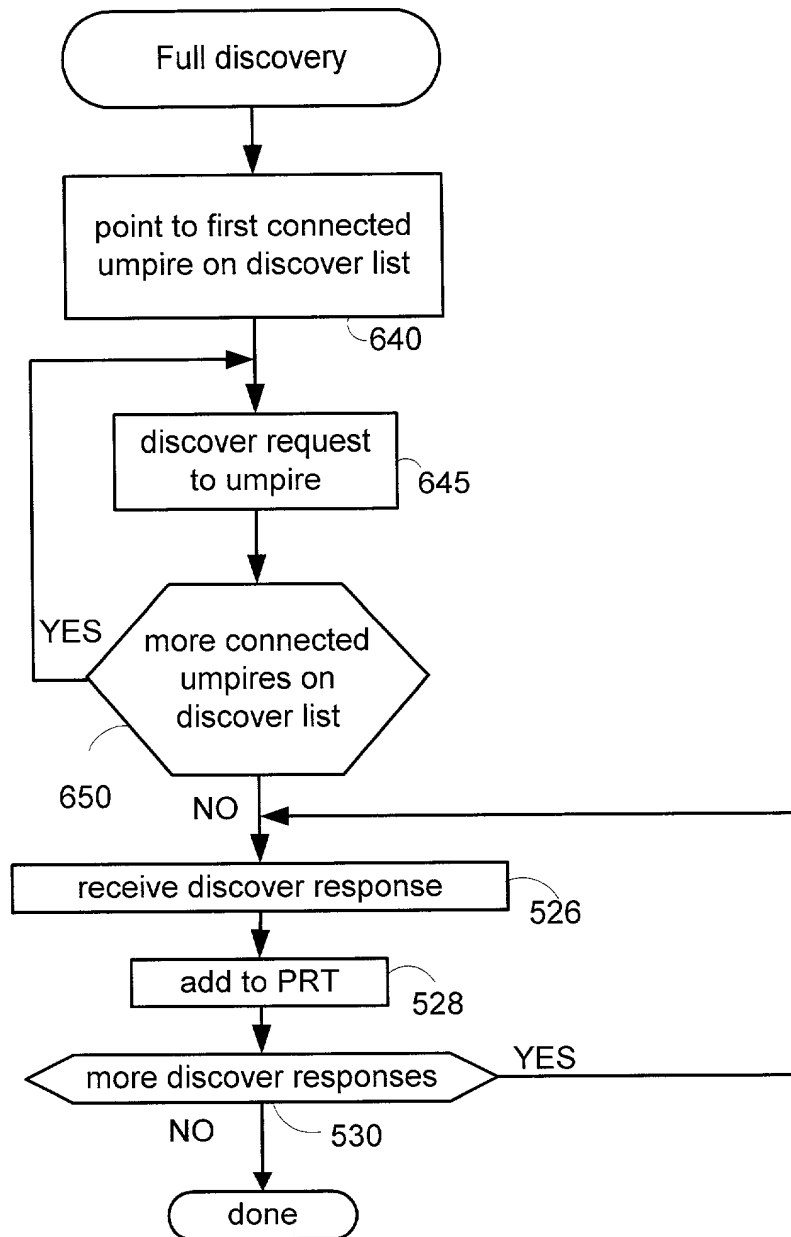 Full discovery
point to first connected
umpire on discover list
640
discover request
to umpire
645
YES
more connected
umpires on
discover list
650
NO
receive discover response
526
add to PRT
528
more discover responses
YES
NO
530
done